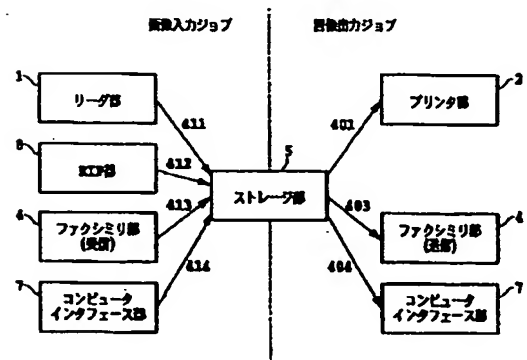 画像入力ジョブ
画像出力ジョブ
1
リーダ部
411
8
RIP部
412
4
ファクシミリ部
(受信)
413
7
コンピュータ
インタフェース部
414
5
ストレージ部
401
2
プリンタ部
403
4
ファクシミリ部
(送信)
404
7
コンピュータ
インタフェース部